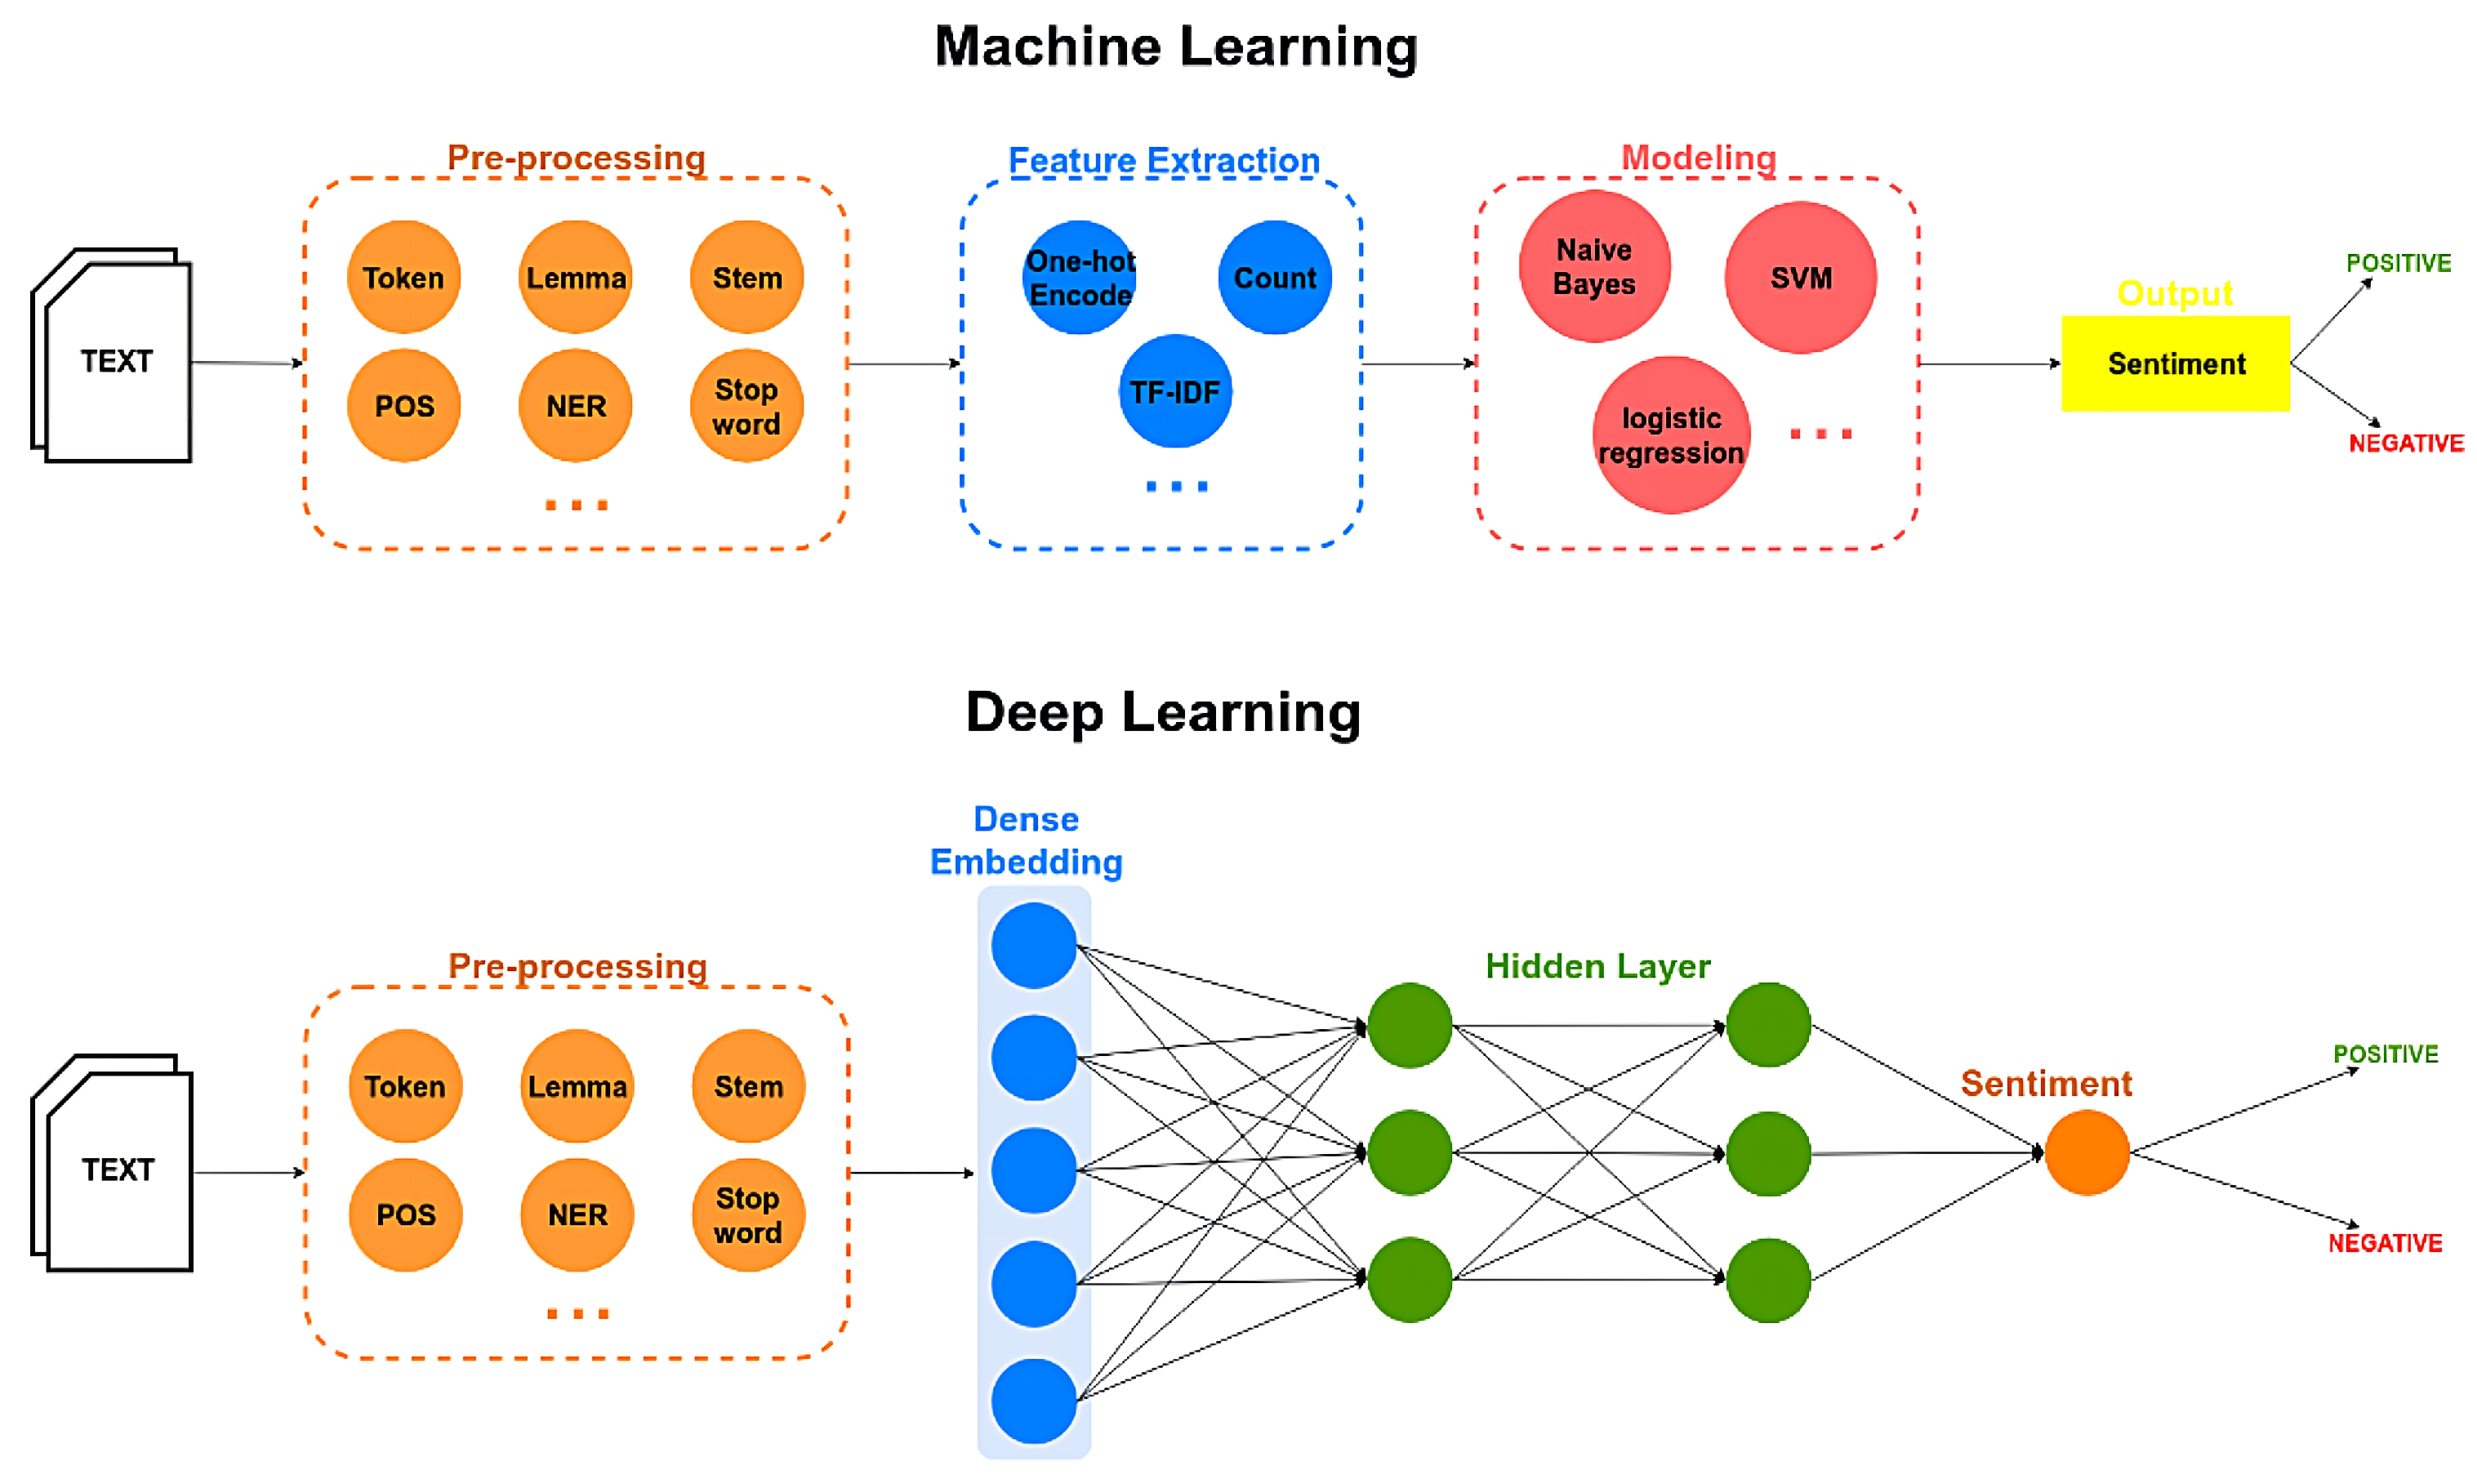 Machine Learning
Pre-processing
Feature Extraction
Modeling
TEXT
Token
Lemma
Stem
POS
NER
Stop
word
...
One-hot
Encode
Count
TF-IDF
...
Naive
Bayes
SVM
logistic
regression
...
Output
Sentiment
POSITIVE
NEGATIVE
Deep Learning
Pre-processing
Dense
Embedding
Hidden Layer
TEXT
Token
Lemma
Stem
POS
NER
Stop
word
...
Sentiment
POSITIVE
NEGATIVE